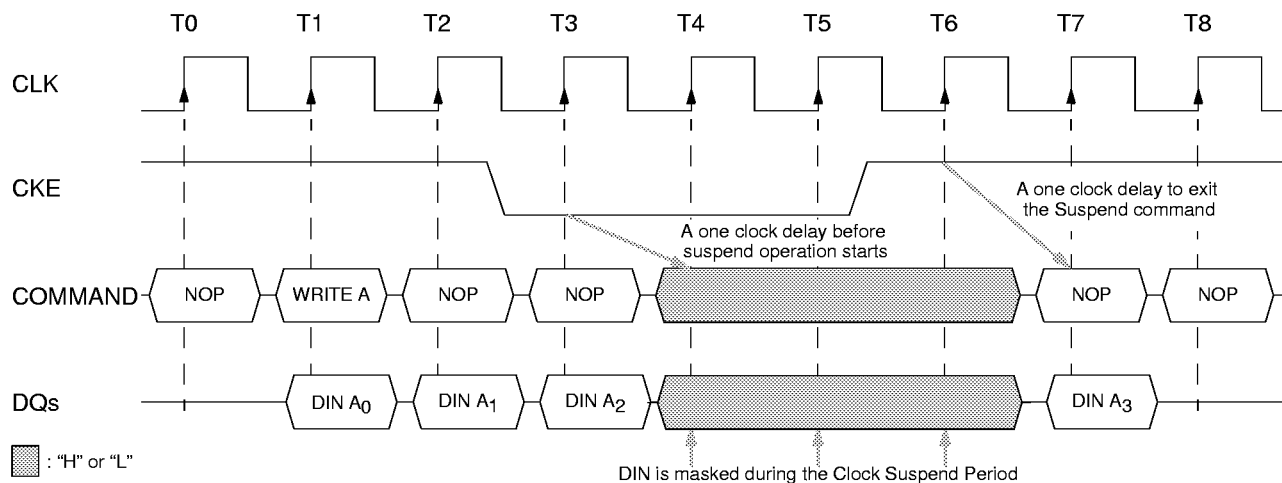 T0 T1 T2 T3 T4 T5 T6 T7 T8
CLK
CKE
A one clock delay to exit
the Suspend command
A one clock delay before
suspend operation starts
COMMAND NOP WRITE A NOP NOP NOP NOP
DQs DIN A0 DIN A1 DIN A2 DIN A3
: “H” or “L”
DIN is masked during the Clock Suspend Period